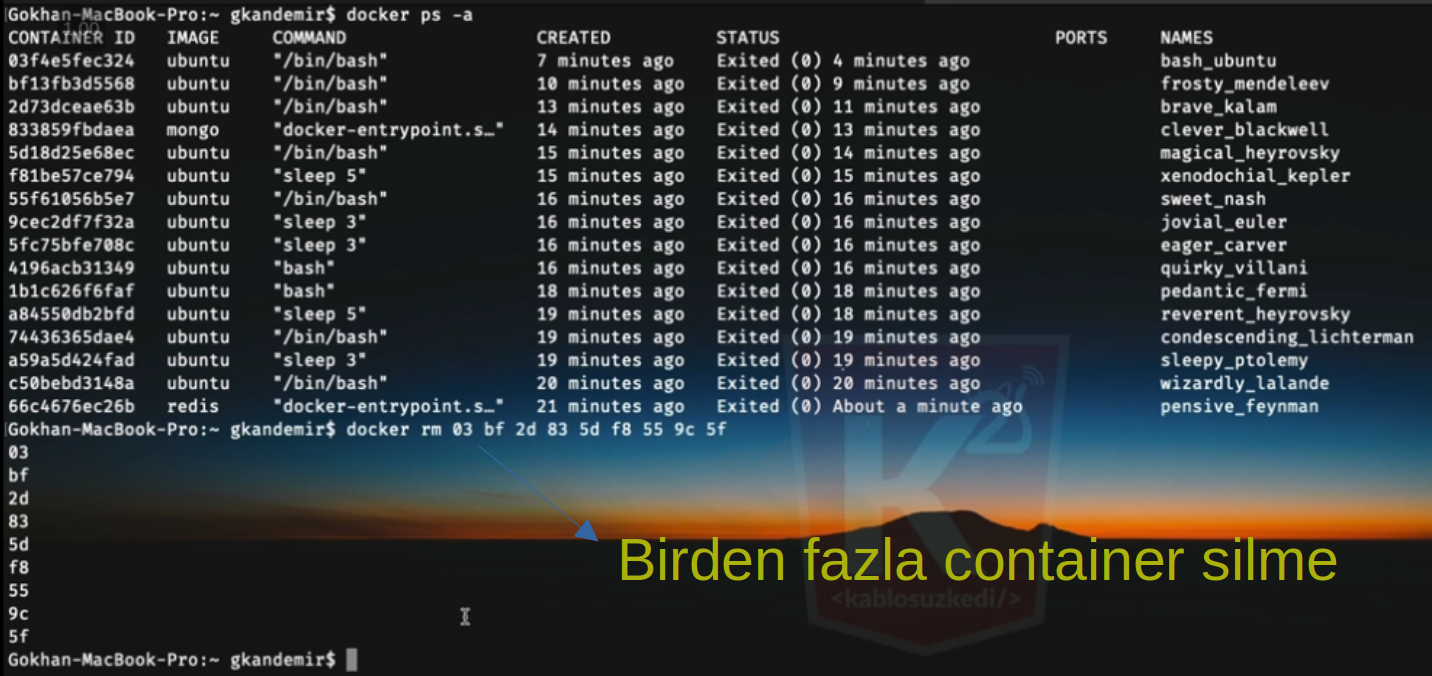 Gokhan-MacBook-Pro:~ gkandemir$ docker ps -a
1.00
CONTAINER ID IMAGE COMMAND CREATED STATUS PORTS NAMES
03f4e5fec324 ubuntu "/bin/bash" 7 minutes ago Exited (0) 4 minutes ago bash_ubuntu
bf13fb3d5568 ubuntu "/bin/bash" 10 minutes ago Exited (0) 9 minutes ago frosty_mendeleev
2d73dceae63b ubuntu "/bin/bash" 13 minutes ago Exited (0) 11 minutes ago brave_kalam
833859fbdaea mongo "docker-entrypoint.s…" 14 minutes ago Exited (0) 13 minutes ago clever_blackwell
5d18d25e68ec ubuntu "/bin/bash" 15 minutes ago Exited (0) 14 minutes ago magical_heyrovsky
f81be57ce794 ubuntu "sleep 5" 15 minutes ago Exited (0) 15 minutes ago xenodochial_kepler
55f61056b5e7 ubuntu "/bin/bash" 16 minutes ago Exited (0) 16 minutes ago sweet_nash
9cec2df7f32a ubuntu "sleep 3" 16 minutes ago Exited (0) 16 minutes ago jovial_euler
5fc75bfe708c ubuntu "sleep 3" 16 minutes ago Exited (0) 16 minutes ago eager_carver
4196acb31349 ubuntu "bash" 16 minutes ago Exited (0) 16 minutes ago quirky_villani
1b1c626f6faf ubuntu "bash" 18 minutes ago Exited (0) 18 minutes ago pedantic_fermi
a84550db2bfd ubuntu "sleep 5" 19 minutes ago Exited (0) 18 minutes ago reverent_heyrovsky
74436365dae4 ubuntu "/bin/bash" 19 minutes ago Exited (0) 19 minutes ago condescending_lichterman
a59a5d424fad ubuntu "sleep 3" 19 minutes ago Exited (0) 19 minutes ago sleepy_ptolemy
c50bebd3148a ubuntu "/bin/bash" 20 minutes ago Exited (0) 20 minutes ago wizardly_lalande
66c4676ec26b redis "docker-entrypoint.s…" 21 minutes ago Exited (0) About a minute ago pensive_feynman
Gokhan-MacBook-Pro:~ gkandemir$ docker rm 03 bf 2d 83 5d f8 55 9c 5f
03
bf
2d
83
5d
f8
55
9c
5f
Birden fazla container silme
K
<kablosuzkedi/>
Gokhan-MacBook-Pro:~ gkandemir$